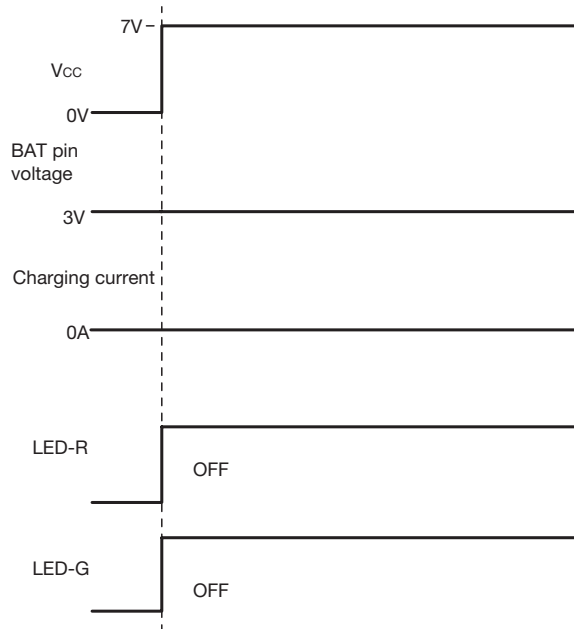 7V
Vcc
0V
BAT pin
voltage
3V
Charging current
0A
LED-R
OFF
LED-G
OFF